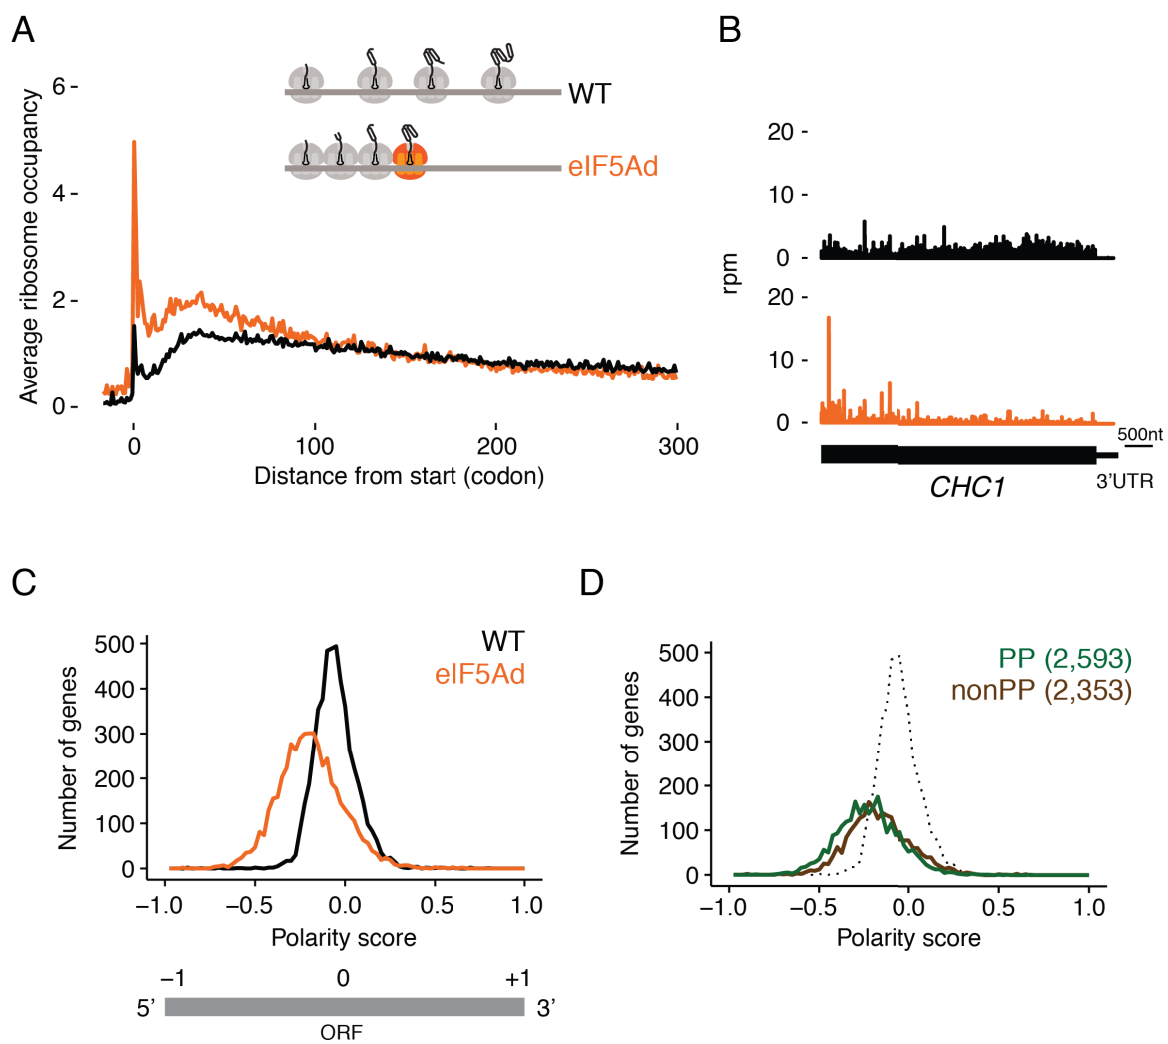 A
Average ribosome occupancy
6 -
4 -
2 -
0 -
WT
eIF5Ad
0 100 200 300
Distance from start (codon)
B
rpm
20 -
10 -
0 -
20 -
10 -
0 -
500nt
CHC1
3'UTR
C
Number of genes
500
400
300
200
100
0
WT
eIF5Ad
−1.0 −0.5 0.0 0.5 1.0
Polarity score
−1 0 +1
5' 3'
ORF
D
Number of genes
500
400
300
200
100
0
PP (2,593)
nonPP (2,353)
−1.0 −0.5 0.0 0.5 1.0
Polarity score